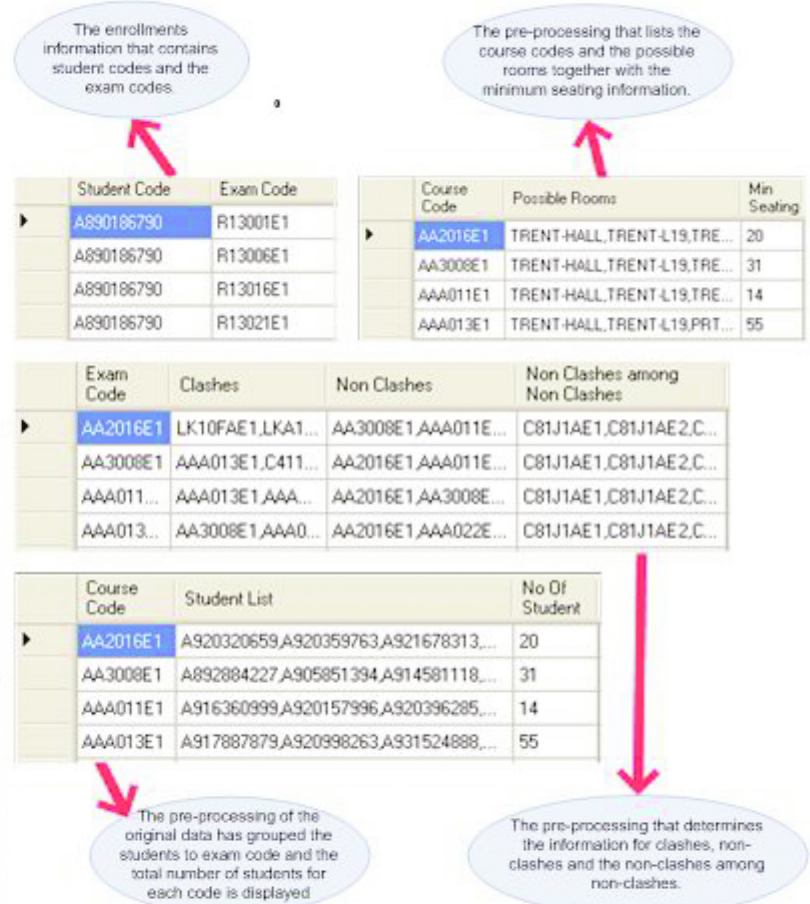 The enrollments
information that contains
student codes and the
exam codes.
The pre-processing that lists the
course codes and the possible
rooms together with the
minimum seating information.
Student Code Exam Code
A890186790 R13001E1
A890186790 R13006E1
A890186790 R13016E1
A890186790 R13021E1
Course Code Possible Rooms Min Seating
AA2016E1 TRENT-HALL,TRENT-L19,TRE... 20
AA3008E1 TRENT-HALL,TRENT-L19,TRE... 31
AAA011E1 TRENT-HALL,TRENT-L19,TRE... 14
AAA013E1 TRENT-HALL,TRENT-L19,PRT... 55
Exam Code Clashes Non Clashes Non Clashes among Non Clashes
AA2016E1 LK10FAE1,LKA1... AA3008E1,AAA011E... C81J1AE1,C81J1AE2,C...
AA3008E1 AAA013E1,C411... AA2016E1,AAA011E... C81J1AE1,C81J1AE2,C...
AAA011... AAA013E1,AAA... AA2016E1,AA3008E... C81J1AE1,C81J1AE2,C...
AAA013... AA3008E1,AAA0... AA2016E1,AAA022E... C81J1AE1,C81J1AE2,C...
Course Code Student List No Of Student
AA2016E1 A920320659,A920359763,A921678313,... 20
AA3008E1 A892884227,A905851394,A914581118,... 31
AAA011E1 A916360999,A920157996,A920396285,... 14
AAA013E1 A917887879,A920998263,A931524888,... 55
The pre-processing of the
original data has grouped the
students to exam code and the
total number of students for
each code is displayed
The pre-processing that determines
the information for clashes, non-
clashes and the non-clashes among
non-clashes.